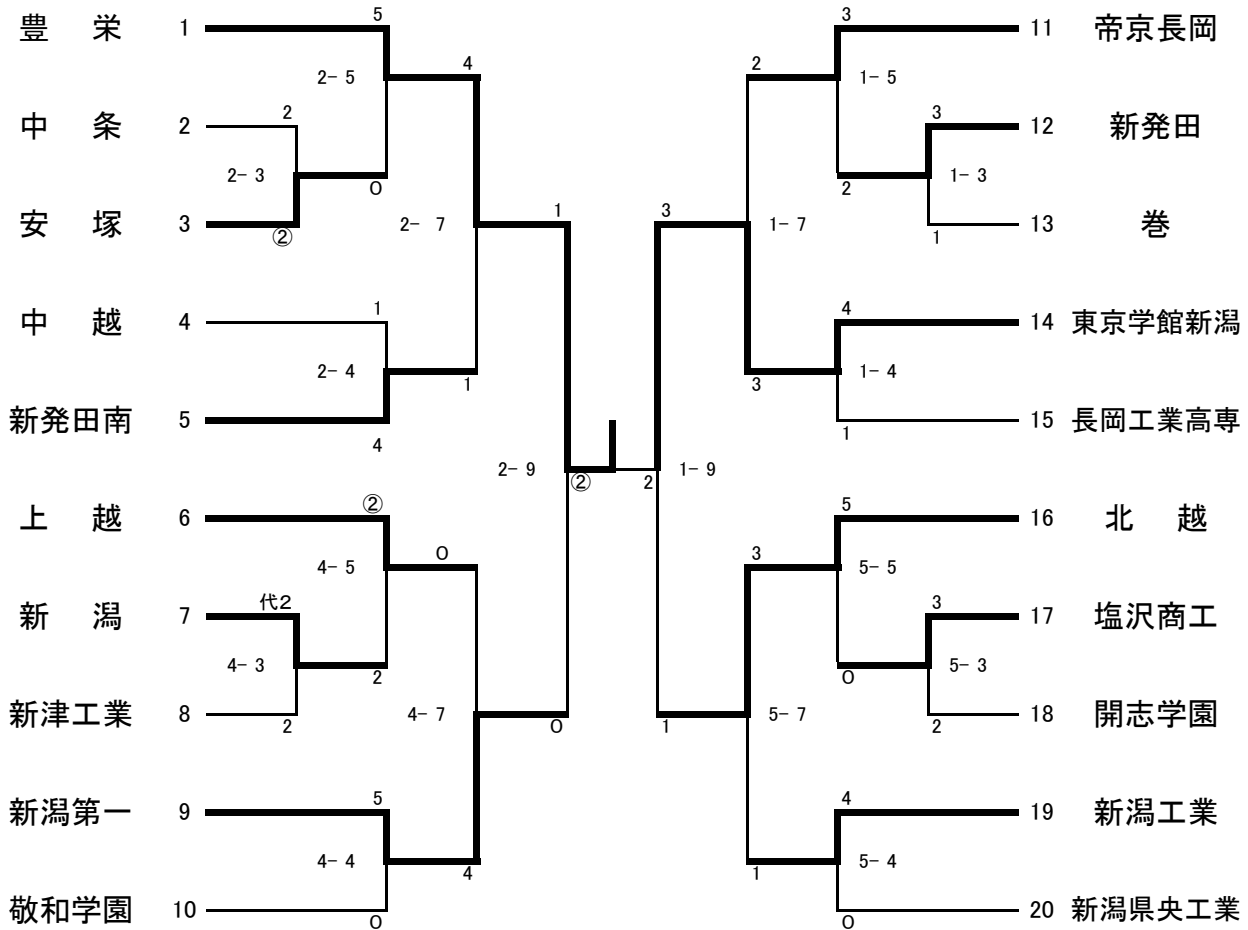 5
3
豊 栄 1
11 帝京長岡
4
2
2- 5
1- 5
2
3
中 条 2
12 新発田
2- 3
0
2
1- 3
安 塚 3
②
2- 7
1
3
1- 7
1
13 巻
中 越 4
1
4
14 東京学館新潟
2- 4
1
3
1- 4
新発田南 5
4
1
15 長岡工業高専
2- 9
②
2
1- 9
上 越 6
②
5
16 北 越
4- 5
0
3
5- 5
新 潟 7
代2
3
17 塩沢商工
4- 3
2
0
5- 3
新津工業 8
2
4- 7
0
1
5- 7
2
18 開志学園
新潟第一 9
5
4
19 新潟工業
4- 4
4
1
5- 4
敬和学園 10
0
0
20 新潟県央工業